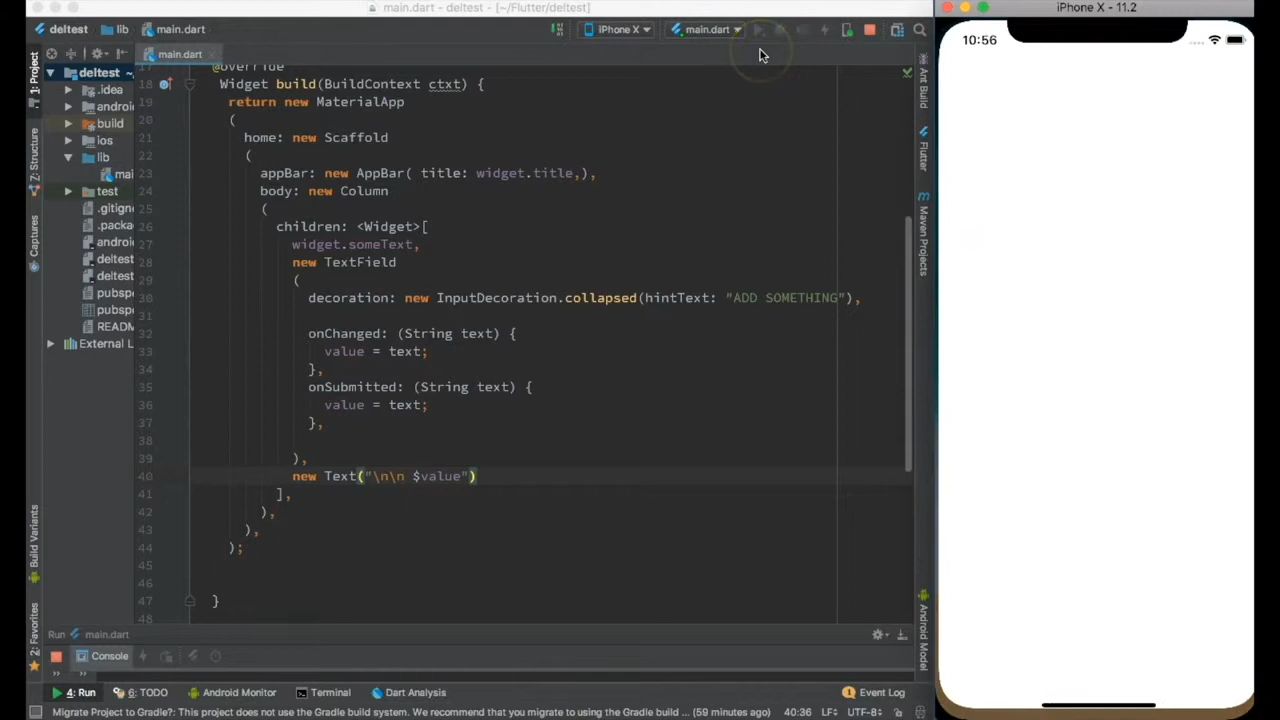 main.dart - deltest - [~/Flutter/deltest]
iPhone X - 11.2
deltest
lib
main.dart
iPhone X
main.dart
10:56
1: Project
main.dart
deltest
.idea
build
ios
lib
test
External L
Z: Structure
Captures
Build Variants
2: Favorites
17 @override
18 Widget build(BuildContext ctxt) {
19 return new MaterialApp
20 (
21 home: new Scaffold
22 (
23 appBar: new AppBar( title: widget.title,),
24 body: new Column
25 (
26 children: <Widget>[
27 widget.someText,
28 new TextField
29 (
30 decoration: new InputDecoration.collapsed(hintText: "ADD SOMETHING"),
31
32 onChanged: (String text) {
33 value = text;
34 },
35 onSubmitted: (String text) {
36 value = text;
37 },
38
39 ),
40 new Text("\n\n $value")
41 ],
42 ),
43 ),
44 );
45
46
47 }
48
Ant Build
Flutter
Maven Projects
Android Model
Run main.dart
Console
4: Run
6: TODO
Android Monitor
Terminal
Dart Analysis
1 Event Log
Migrate Project to Gradle?: This project does not use the Gradle build system. We recommend that you migrate to using the Gradle build ... (59 minutes ago)
40:36 LF÷ UTF-8÷